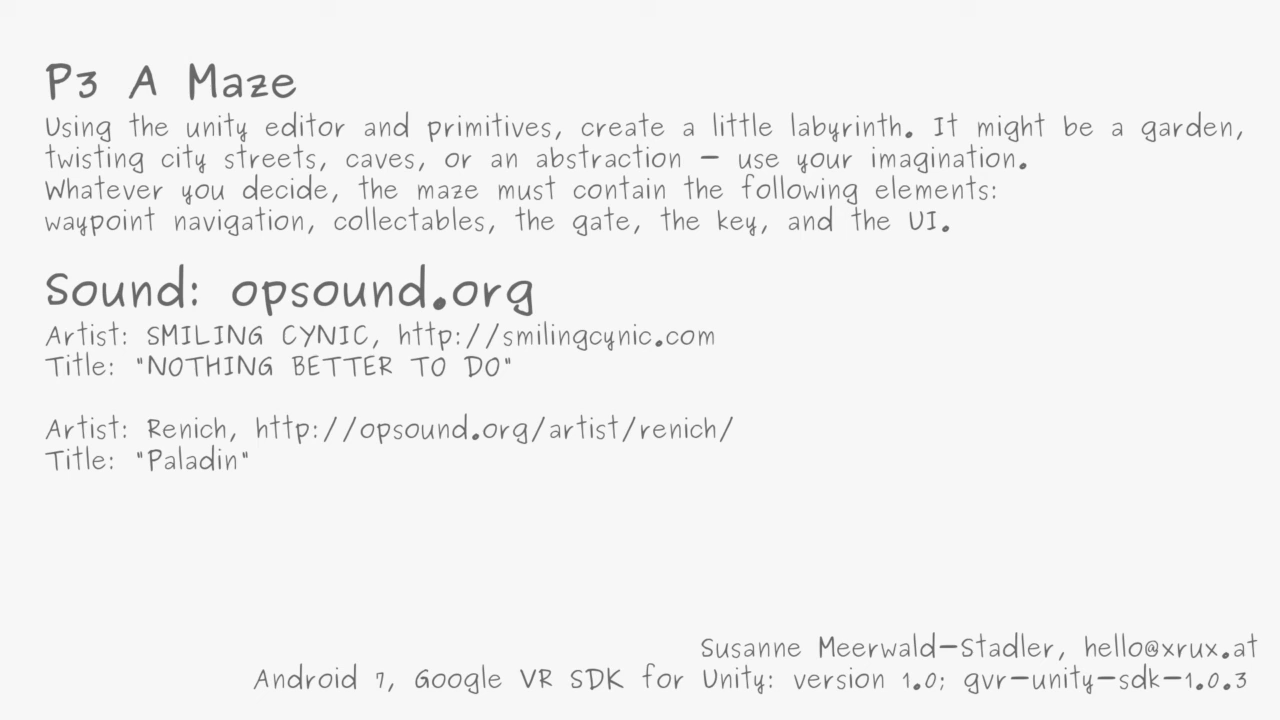 P3 A Maze
Using the unity editor and primitives, create a little labyrinth. It might be a garden,
twisting city streets, caves, or an abstraction – use your imagination.
Whatever you decide, the maze must contain the following elements:
waypoint navigation, collectables, the gate, the key, and the UI.
Sound: opsound.org
Artist: SMILING CYNIC, http://smilingcynic.com
Title: "NOTHING BETTER TO DO"
Artist: Renich, http://opsound.org/artist/renich/
Title: "Paladin"
Susanne Meerwald-Stadler, hello@xrux.at
Android 7, Google VR SDK for Unity: version 1.0; gvr-unity-sdk-1.0.3